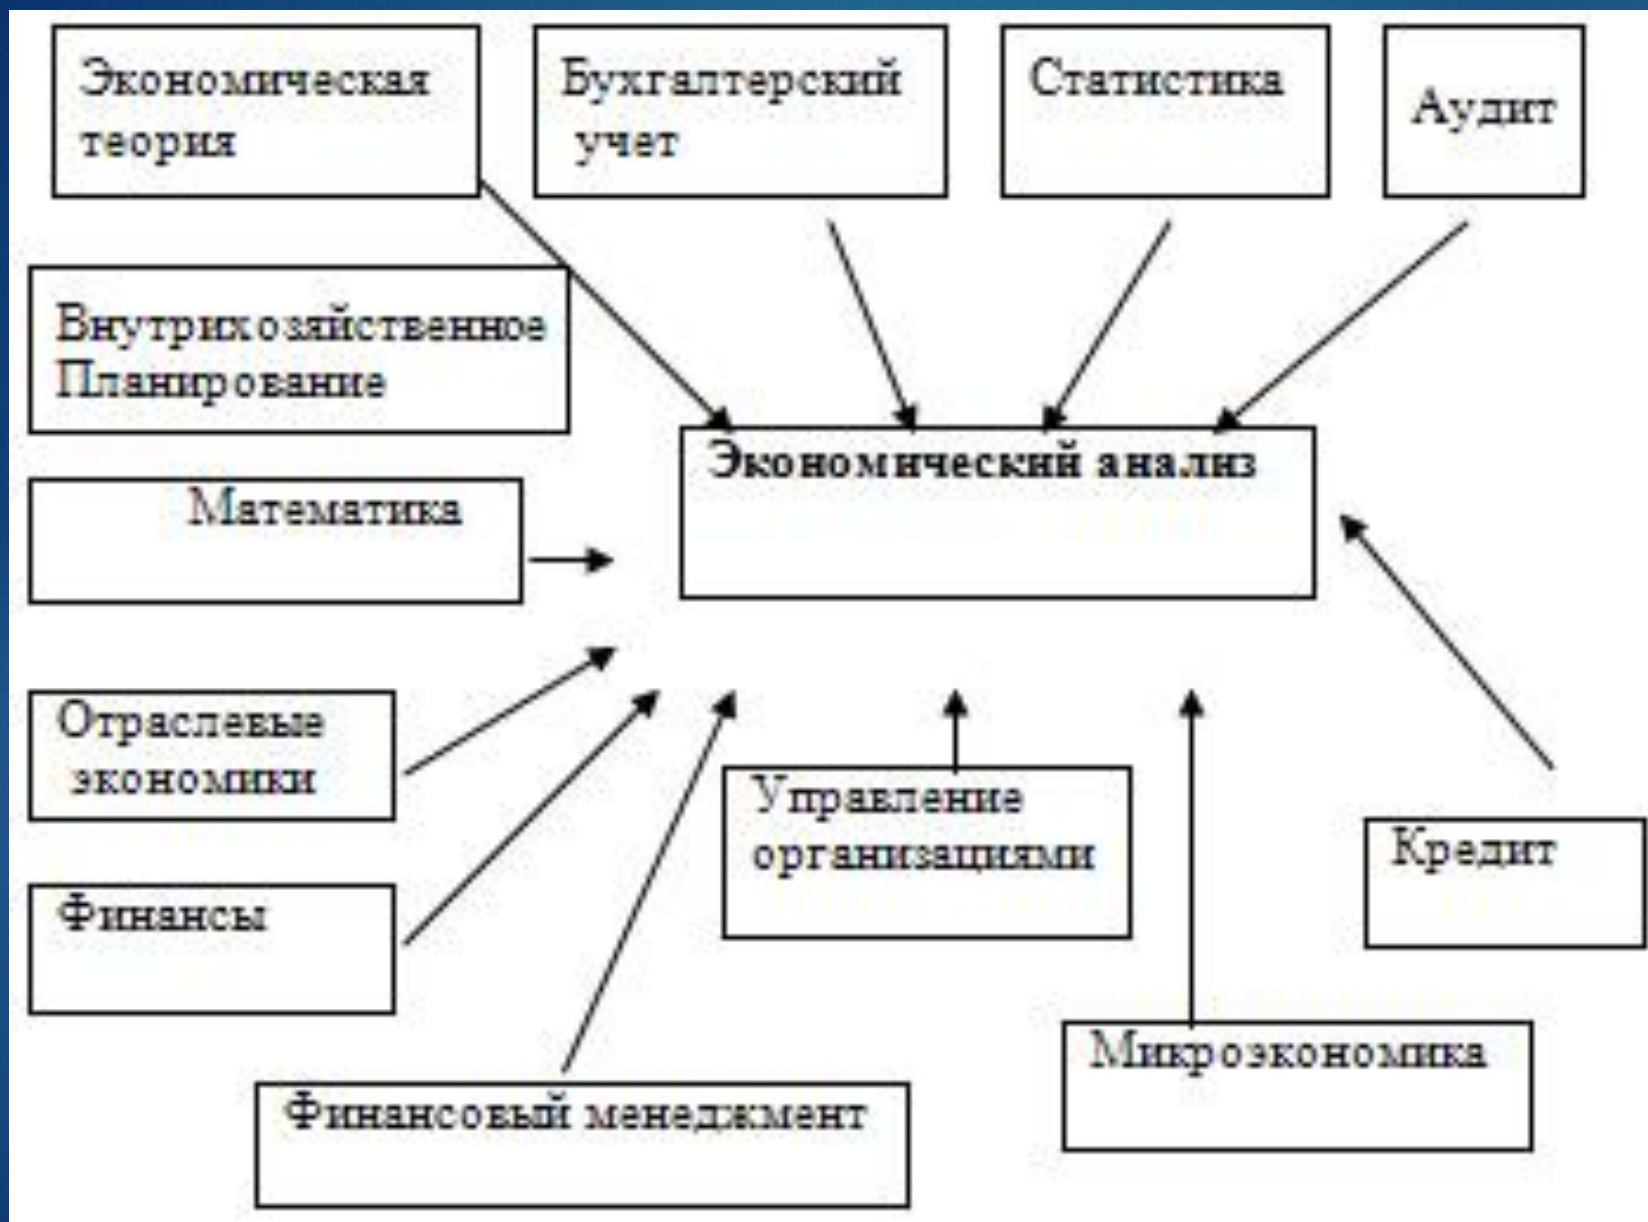 Экономическая
теория
Бухгалтерский
учет
Статистика
Аудит
Внутрихозяйственное
Планирование
Экономический анализ
Математика
Отраслевые
экономики
Управление
организациями
Кредит
Финансы
Микроэкономика
Финансовый менеджмент